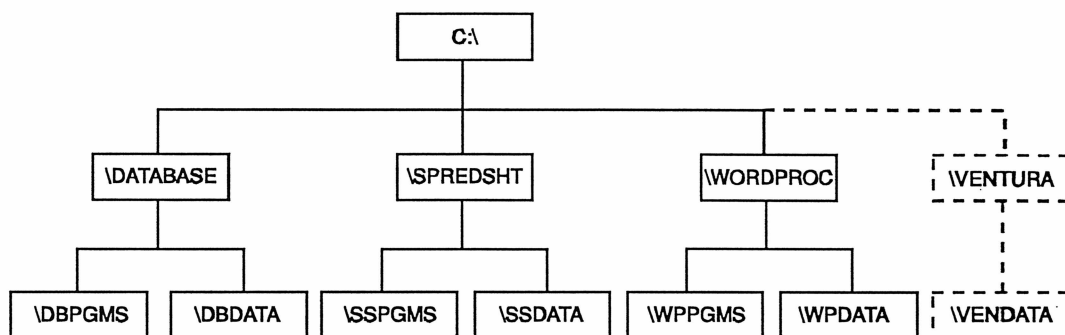 C:\
\DATABASE
\SPREDSHT
\WORDPROC
\VENTURA
\DBPGMS
\DBDATA
\SSPGMS
\SSDATA
\WPPGMS
\WPDATA
\VENDATA